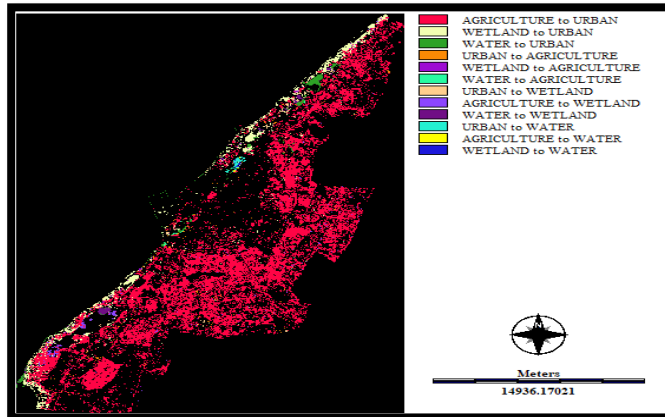 AGRICULTURE to URBAN
WETLAND to URBAN
WATER to URBAN
URBAN to AGRICULTURE
WETLAND to AGRICULTURE
WATER to AGRICULTURE
URBAN to WETLAND
AGRICULTURE to WETLAND
WATER to WETLAND
URBAN to WATER
AGRICULTURE to WATER
WETLAND to WATER
N
Meters
14936.17021